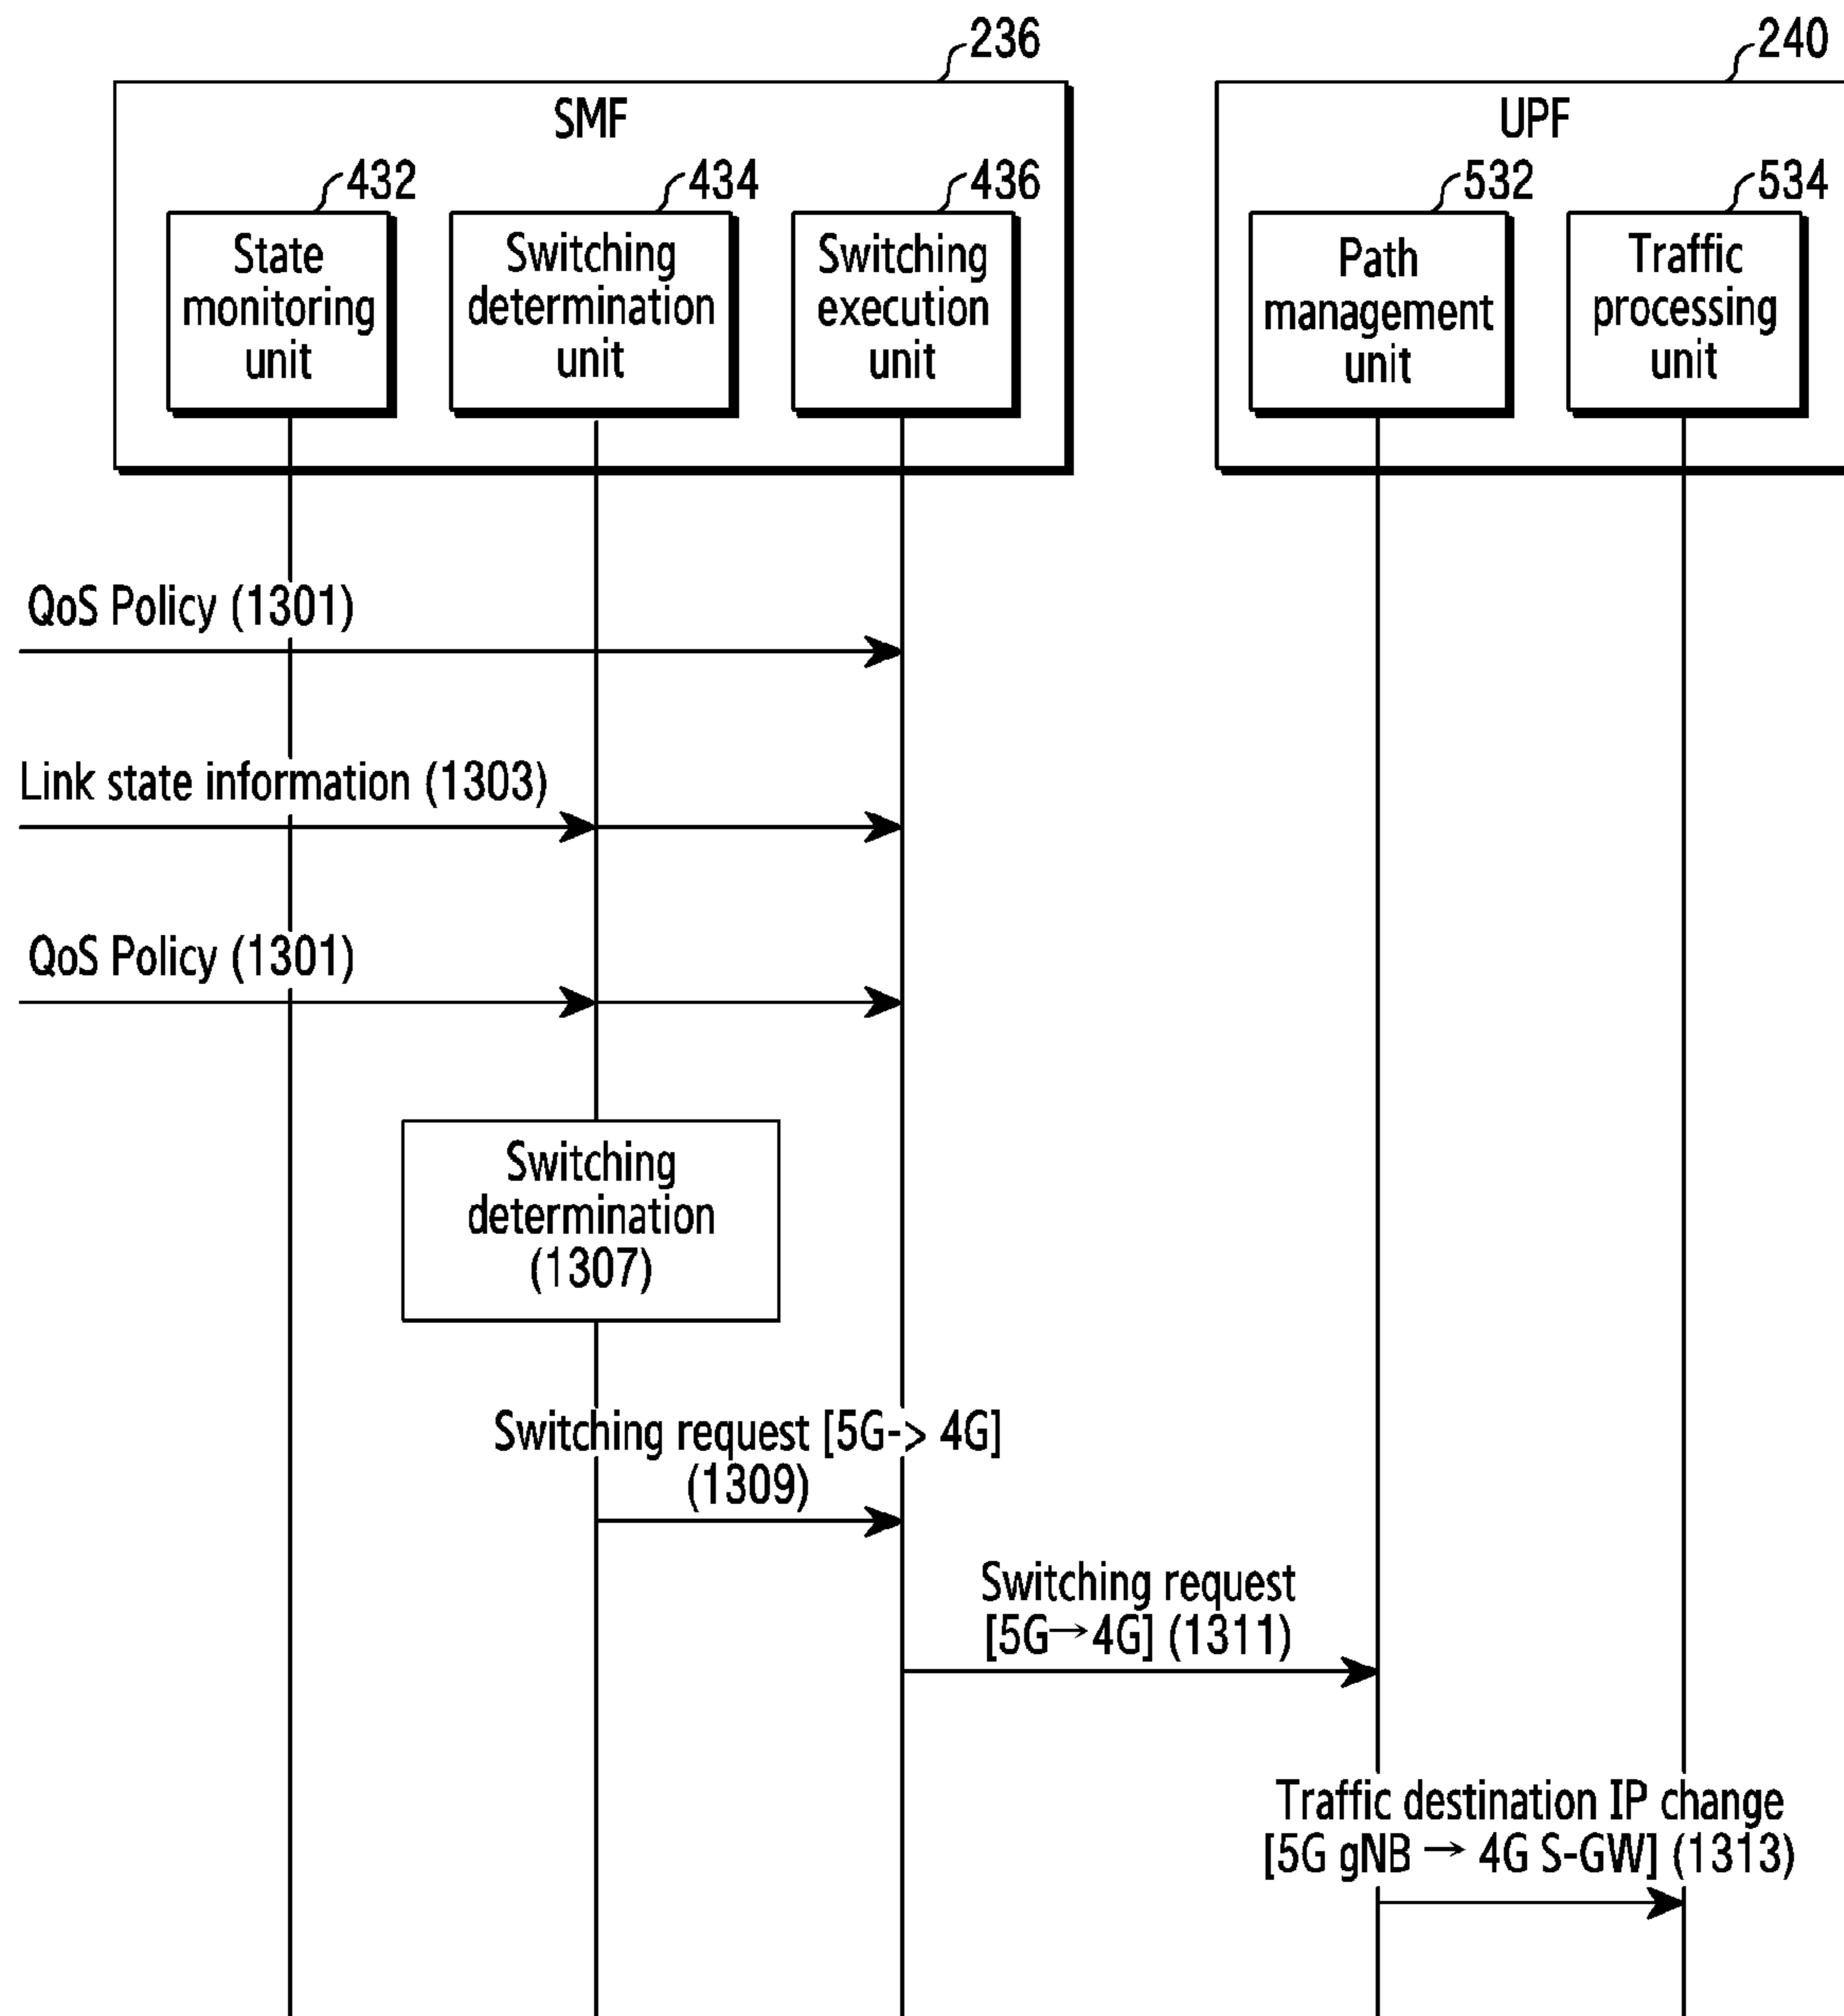 236
240
SMF
UPF
432
434
436
532
534
State
monitoring
unit
Switching
determination
unit
Switching
execution
unit
Path
management
unit
Traffic
processing
unit
QoS Policy (1301)
Link state information (1303)
QoS Policy (1301)
Switching
determination
(1307)
Switching request [5G-> 4G]
(1309)
Switching request
[5G→4G] (1311)
Traffic destination IP change
[5G gNB → 4G S-GW] (1313)